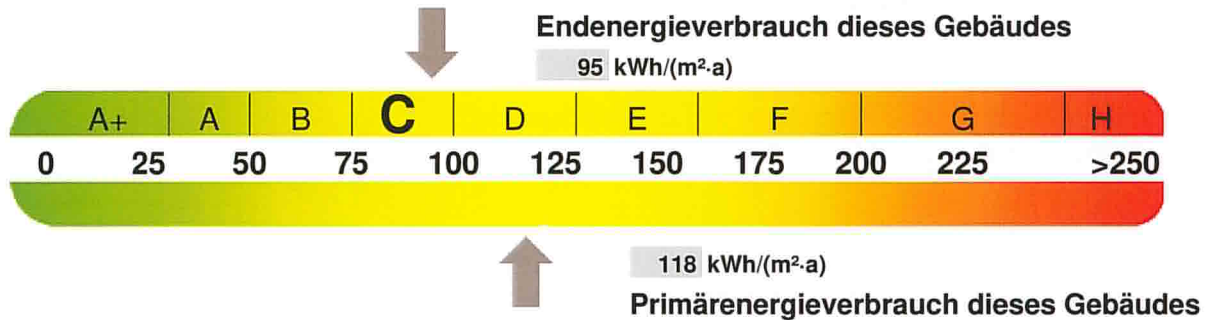 Endenergieverbrauch dieses Gebäudes
95 kWh/(m²·a)
A+ A B C D E F G H
0 25 50 75 100 125 150 175 200 225 >250
118 kWh/(m²·a)
Primärenergieverbrauch dieses Gebäudes